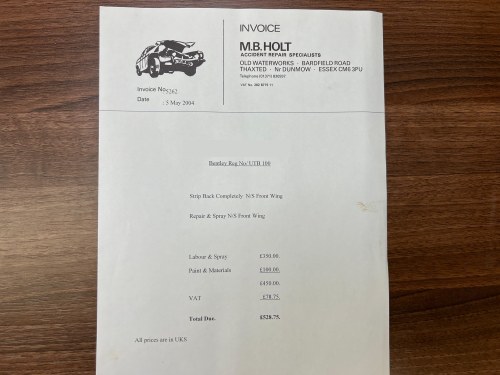 INVOICE
M.B. HOLT
ACCIDENT REPAIR SPECIALISTS
OLD WATERWORKS · BARDFIELD ROAD
THAXTED · Nr DUNMOW · ESSEX CM6 3PU
Invoice No 5262
Date : 5 May 2004
Bentley Reg No: UTH 100
Strip Back Completely N/S Front Wing
Repair & Spray N/S Front Wing
Labour & Spray £350.00.
Paint & Materials £100.00.
£450.00.
VAT £78.75.
Total Due. £528.75.
All prices are in UK£